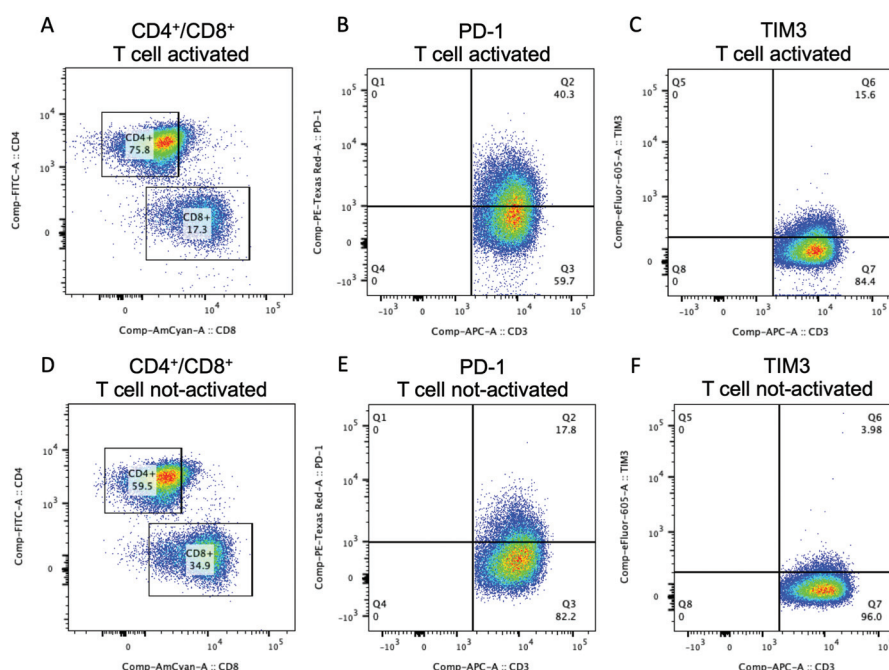 A
CD4⁺/CD8⁺
T cell activated
Comp-FITC-A :: CD4
10⁴
10³
0
CD4+
75.8
CD8+
17.3
0
10⁴
10⁵
Comp-AmCyan-A :: CD8
B
PD-1
T cell activated
Comp-PE-Texas Red-A :: PD-1
Q1
0
Q2
40.3
10⁵
10⁴
10³
0
-10³
Q4
0
Q3
59.7
-10³
0
10³
10⁴
10⁵
Comp-APC-A :: CD3
C
TIM3
T cell activated
Comp-eFluor-605-A :: TIM3
Q5
0
Q6
15.6
10⁵
10⁴
10³
0
Q8
0
Q7
84.4
-10³
0
10³
10⁴
10⁵
Comp-APC-A :: CD3
D
CD4⁺/CD8⁺
T cell not-activated
Comp-FITC-A :: CD4
10⁴
10³
0
CD4+
59.5
CD8+
34.9
0
10⁴
10⁵
Comp-AmCyan-A :: CD8
E
PD-1
T cell not-activated
Comp-PE-Texas Red-A :: PD-1
Q1
0
Q2
17.8
10⁵
10⁴
10³
0
-10³
Q4
0
Q3
82.2
-10³
0
10³
10⁴
10⁵
Comp-APC-A :: CD3
F
TIM3
T cell not-activated
Comp-eFluor-605-A :: TIM3
Q5
0
Q6
3.98
10⁵
10⁴
10³
0
Q8
0
Q7
96.0
-10³
0
10³
10⁴
10⁵
Comp-APC-A :: CD3